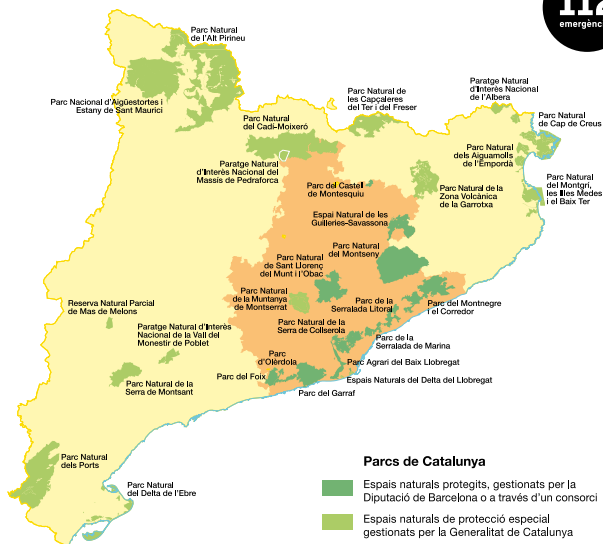 112
emergènci
Parc Natural
de l'Alt Pirineu
Parc Nacional d'Aigüestortes i
Estany de Sant Maurici
Parc Natural
del Cadí-Moixeró
Parc Natural de
les Capçaleres
del Ter i del Freser
Paratge Natural
d'Interès Nacional
de l'Albera
Parc Natural
de Cap de Creus
Parc Natural
dels Aiguamolls
de l'Empordà
Paratge Natural
d'Interès Nacional del
Massís de Pedraforca
Parc del Castell
de Montesquiu
Parc Natural de la
Zona Volcànica
de la Garrotxa
Parc Natural
del Montgrí,
les Illes Medes
i el Baix Ter
Espai Natural de les
Guilleries-Savassona
Parc Natural
del Montseny
Parc Natural
de Sant Llorenç
del Munt i l'Obac
Parc Natural
de la Muntanya
de Montserrat
Reserva Natural Parcial
de Mas de Melons
Parc de la
Serralada Litoral
Parc del Montnegre
i el Corredor
Paratge Natural d'Interès
Nacional de la Vall del
Monestir de Poblet
Parc Natural de la
Serra de Collserola
Parc de la
Serralada de Marina
Parc
d'Olèrdola
Parc Agrari del Baix Llobregat
Parc del Foix
Espais Naturals del Delta del Llobregat
Parc Natural de la
Serra de Montsant
Parc del Garraf
Parc Natural
dels Ports
Parc Natural
del Delta de l'Ebre
Parcs de Catalunya
Espais naturals protegits, gestionats per la
Diputació de Barcelona o a través d'un consorci
Espais naturals de protecció especial
gestionats per la Generalitat de Catalunya